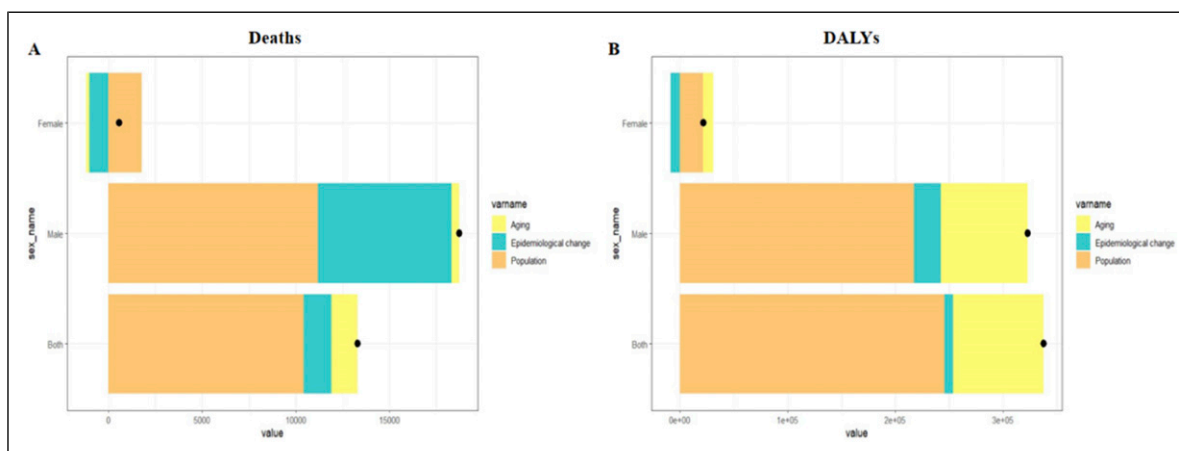 A
Deaths
Female
Male
Both
sex_name
0
5000
10000
15000
value
varname
Aging
Epidemiological change
Population
B
DALYs
Female
Male
Both
sex_name
0e+00
1e+05
2e+05
3e+05
value
varname
Aging
Epidemiological change
Population